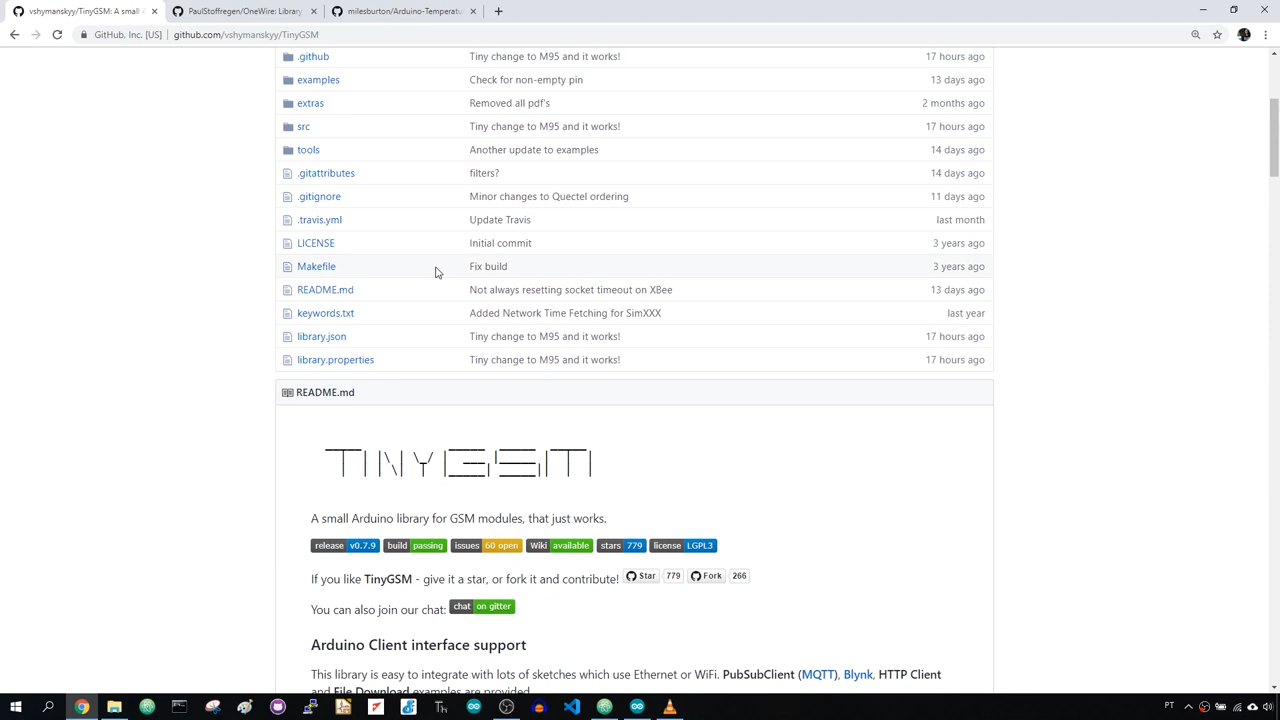 vshymanskyy/TinyGSM: A small A
PaulStoffregen/OneWire: Library
milesburton/Arduino-Temperatu
GitHub, Inc. [US] github.com/vshymanskyy/TinyGSM
.github Tiny change to M95 and it works! 17 hours ago
examples Check for non-empty pin 13 days ago
extras Removed all pdf's 2 months ago
src Tiny change to M95 and it works! 17 hours ago
tools Another update to examples 14 days ago
.gitattributes filters? 14 days ago
.gitignore Minor changes to Quectel ordering 11 days ago
.travis.yml Update Travis last month
LICENSE Initial commit 3 years ago
Makefile Fix build 3 years ago
README.md Not always resetting socket timeout on XBee 13 days ago
keywords.txt Added Network Time Fetching for SimXXX last year
library.json Tiny change to M95 and it works! 17 hours ago
library.properties Tiny change to M95 and it works! 17 hours ago
README.md
TINYGSM
A small Arduino library for GSM modules, that just works.
release v0.7.9 build passing issues 60 open Wiki available stars 779 license LGPL3
If you like TinyGSM - give it a star, or fork it and contribute! Star 779 Fork 266
You can also join our chat: chat on gitter
Arduino Client interface support
This library is easy to integrate with lots of sketches which use Ethernet or WiFi. PubSubClient (MQTT), Blynk, HTTP Client
and File Download examples are provided.
Th
PT